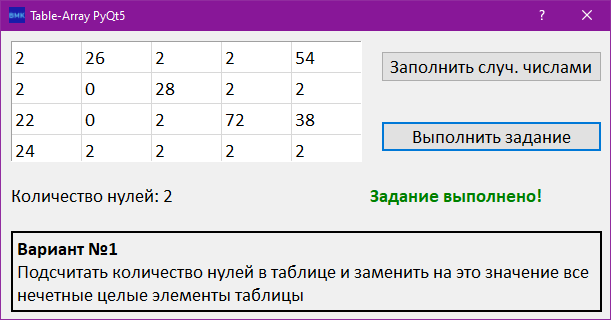 BMK Table-Array PyQt5 ?
2 26 2 2 54
2 0 28 2 2
22 0 2 72 38
24 2 2 2 2
Заполнить случ. числами
Выполнить задание
Количество нулей: 2
Задание выполнено!
Вариант №1
Подсчитать количество нулей в таблице и заменить на это значение все
нечетные целые элементы таблицы